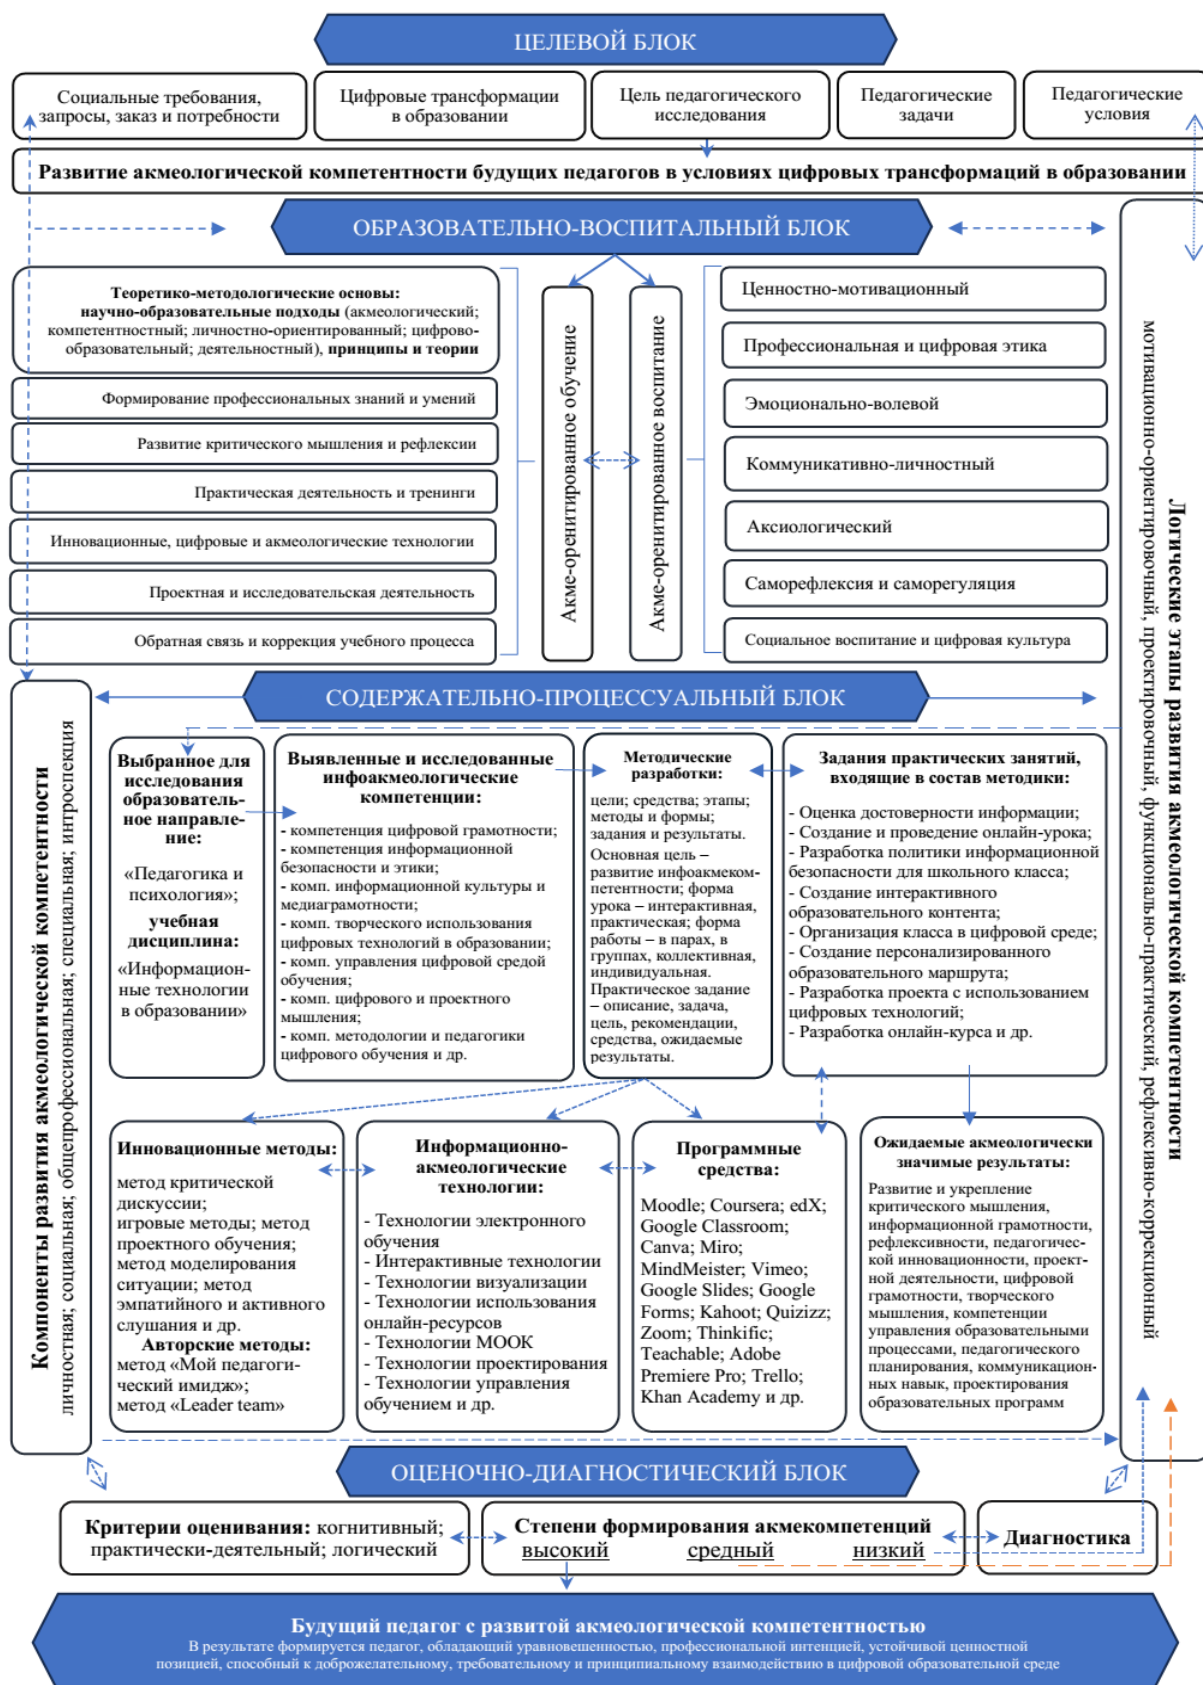 ЦЕЛЕВОЙ БЛОК
Социальные требования,
запросы, заказ и потребности
Цифровые трансформации
в образовании
Цель педагогического
исследования
Педагогические
задачи
Педагогические
условия
Развитие акмеологической компетентности будущих педагогов в условиях цифровых трансформаций в образовании
ОБРАЗОВАТЕЛЬНО-ВОСПИТАЛЬНЫЙ БЛОК
Теоретико-методологические основы:
научно-образовательные подходы (акмеологический;
компетентностный; личностно-ориентированный; цифрово-
образовательный; деятельностный), принципы и теории
Формирование профессиональных знаний и умений
Развитие критического мышления и рефлексии
Практическая деятельность и тренинги
Инновационные, цифровые и акмеологические технологии
Проектная и исследовательская деятельность
Обратная связь и коррекция учебного процесса
Акме-оренитированное обучение
Акме-оренитированное воспитание
Ценностно-мотивационный
Профессиональная и цифровая этика
Эмоционально-волевой
Коммуникативно-личностный
Аксиологический
Саморефлексия и саморегуляция
Социальное воспитание и цифровая культура
Логические этапы развития акмеологической компетентности
мотивационно-ориентировочный, проектировочный, функционально-практический, рефлексивно-коррекционный
СОДЕРЖАТЕЛЬНО-ПРОЦЕССУАЛЬНЫЙ БЛОК
Компоненты развития акмеологической компетентности
личностная; социальная; общепрофессиональная; специальная; интроспекция
Выбранное для
исследования
образователь-
ное направле-
ние:
«Педагогика и
психология»;
учебная
дисциплина:
«Информацион-
ные технологии
в образовании»
Выявленные и исследованные
инфоакмеологические
компетенции:
- компетенция цифровой грамотности;
- компетенция информационной
безопасности и этики;
- комп. информационной культуры и
медиаграмотности;
- комп. творческого использования
цифровых технологий в образовании;
- комп. управления цифровой средой
обучения;
- комп. цифрового и проектного
мышления;
- комп. методологии и педагогики
цифрового обучения и др.
Методические
разработки:
цели; средства; этапы;
методы и формы;
задания и результаты.
Основная цель –
развитие инфоакмеком-
петентности; форма
урока – интерактивная,
практическая; форма
работы – в парах, в
группах, коллективная,
индивидуальная.
Практическое задание
– описание, задача,
цель, рекомендации,
средства, ожидаемые
результаты.
Задания практических занятий,
входящие в состав методики:
- Оценка достоверности информации;
- Создание и проведение онлайн-урока;
- Разработка политики информационной
безопасности для школьного класса;
- Создание интерактивного
образовательного контента;
- Организация класса в цифровой среде;
- Создание персонализированного
образовательного маршрута;
- Разработка проекта с использованием
цифровых технологий;
- Разработка онлайн-курса и др.
Инновационные методы:
метод критической
дискуссии;
игровые методы; метод
проектного обучения;
метод моделирования
ситуации; метод
эмпатийного и активного
слушания и др.
Авторские методы:
метод «Мой педагоги-
ческий имидж»;
метод «Leader team»
Информационно-
акмеологические
технологии:
- Технологии электронного
обучения
- Интерактивные технологии
- Технологии визуализации
- Технологии использования
онлайн-ресурсов
- Технологии МООК
- Технологии проектирования
- Технологии управления
обучением и др.
Программные
средства:
Moodle; Coursera; edX;
Google Classroom;
Canva; Miro;
MindMeister; Vimeo;
Google Slides; Google
Forms; Kahoot; Quizizz;
Zoom; Thinkific;
Teachable; Adobe
Premiere Pro; Trello;
Khan Academy и др.
Ожидаемые акмеологически
значимые результаты:
Развитие и укрепление
критического мышления,
информационной грамотности,
рефлексивности, педагогичес-
кой инновационности, проект-
ной деятельности, цифровой
грамотности, творческого
мышления, компетенции
управления образовательными
процессами, педагогического
планирования, коммуникацион-
ных навык, проектирования
образовательных программ
ОЦЕНОЧНО-ДИАГНОСТИЧЕСКИЙ БЛОК
Критерии оценивания: когнитивный;
практически-деятельный; логический
Степени формирования акмекомпетенций
высокий средный низкий
Диагностика
Будущий педагог с развитой акмеологической компетентностью
В результате формируется педагог, обладающий уравновешенностью, профессиональной интенцией, устойчивой ценностной
позицией, способный к доброжелательному, требовательному и принципиальному взаимодействию в цифровой образовательной среде